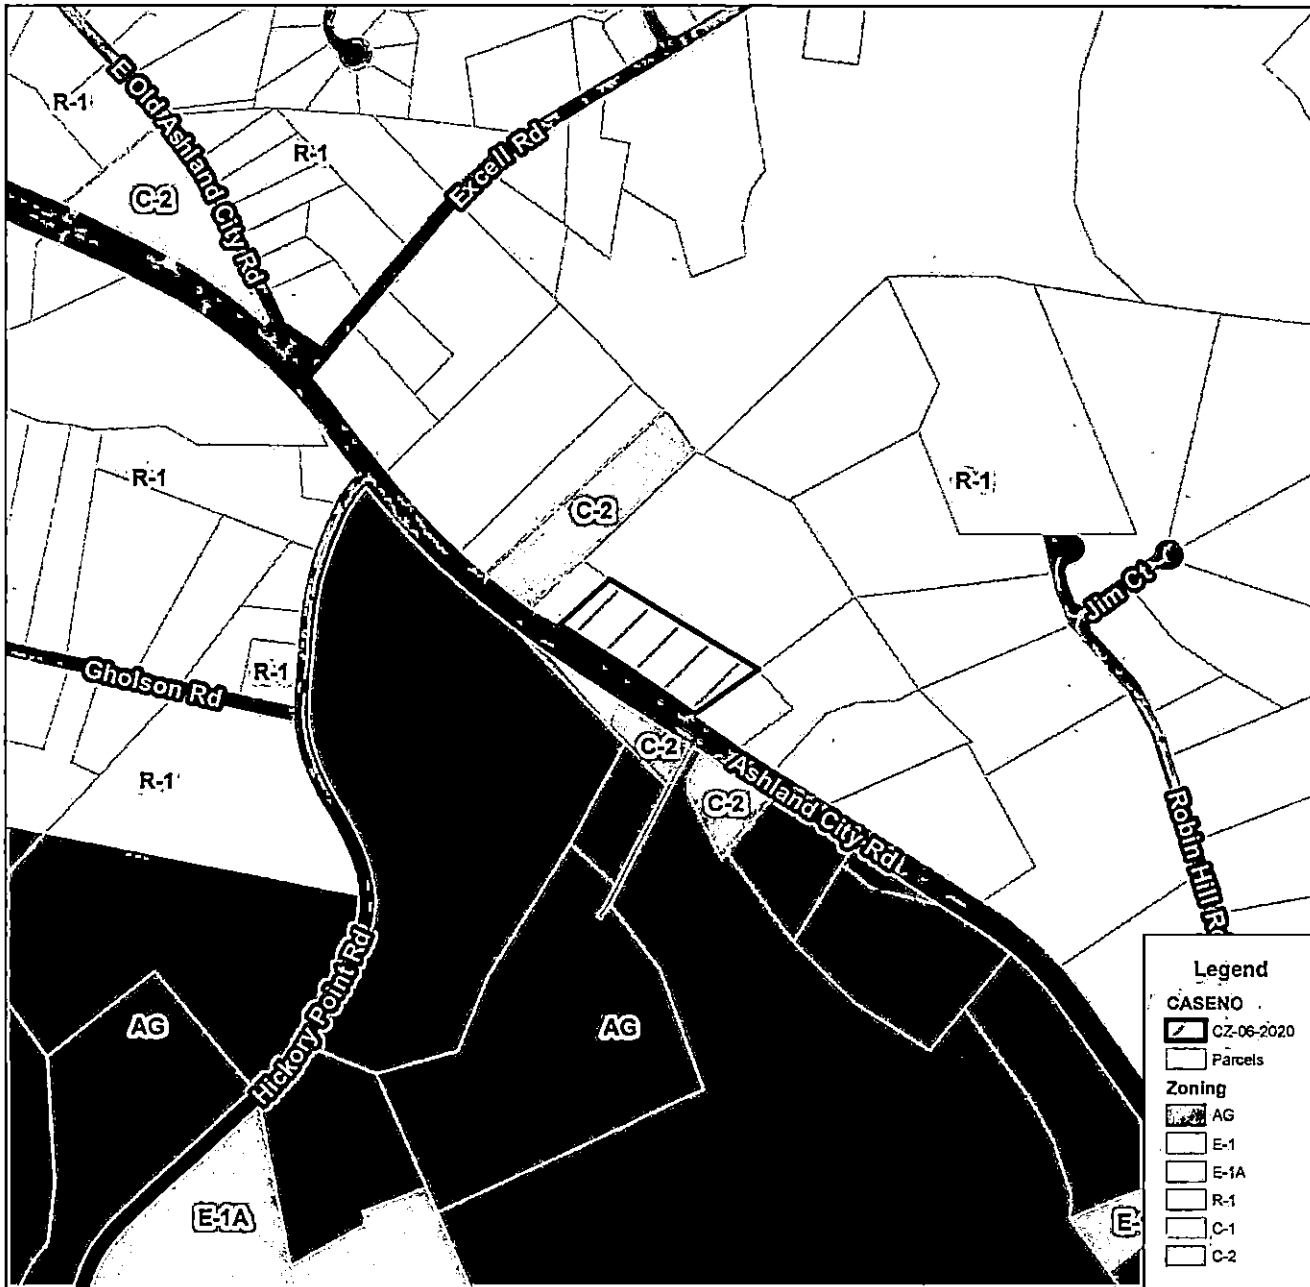 E Old Ashland City Rd
R-1
R-1
Excell Rd
C-2
R-1
C-2
R-1
Jim Ct
Gholson Rd
R-1
C-2
Ashland City Rd
R-1
C-2
Robin Hill
Hickory Point Rd
AG
AG
E-1A
E-
Legend
CASENO
CZ-06-2020
Parcels
Zoning
AG
E-1
E-1A
R-1
C-1
C-2